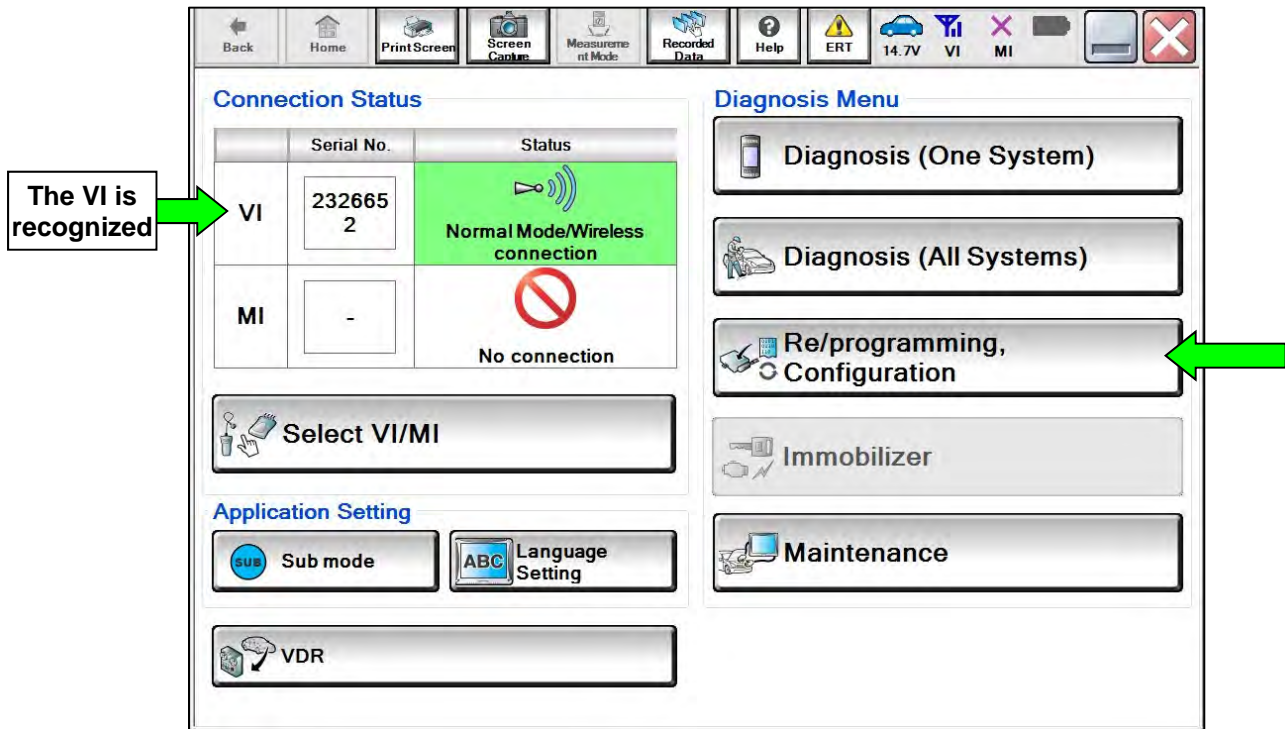 Back
Home
Print Screen
Screen
Capture
Measureme
nt Mode
Recorded
Data
Help
ERT
14.7V
VI
MI
Connection Status
Serial No.
Status
The VI is
recognized
VI
232665
2
Normal Mode/Wireless
connection
MI
-
No connection
Select VI/MI
Application Setting
SUB
Sub mode
ABC
Language
Setting
VDR
Diagnosis Menu
Diagnosis (One System)
Diagnosis (All Systems)
Re/programming,
Configuration
Immobilizer
Maintenance